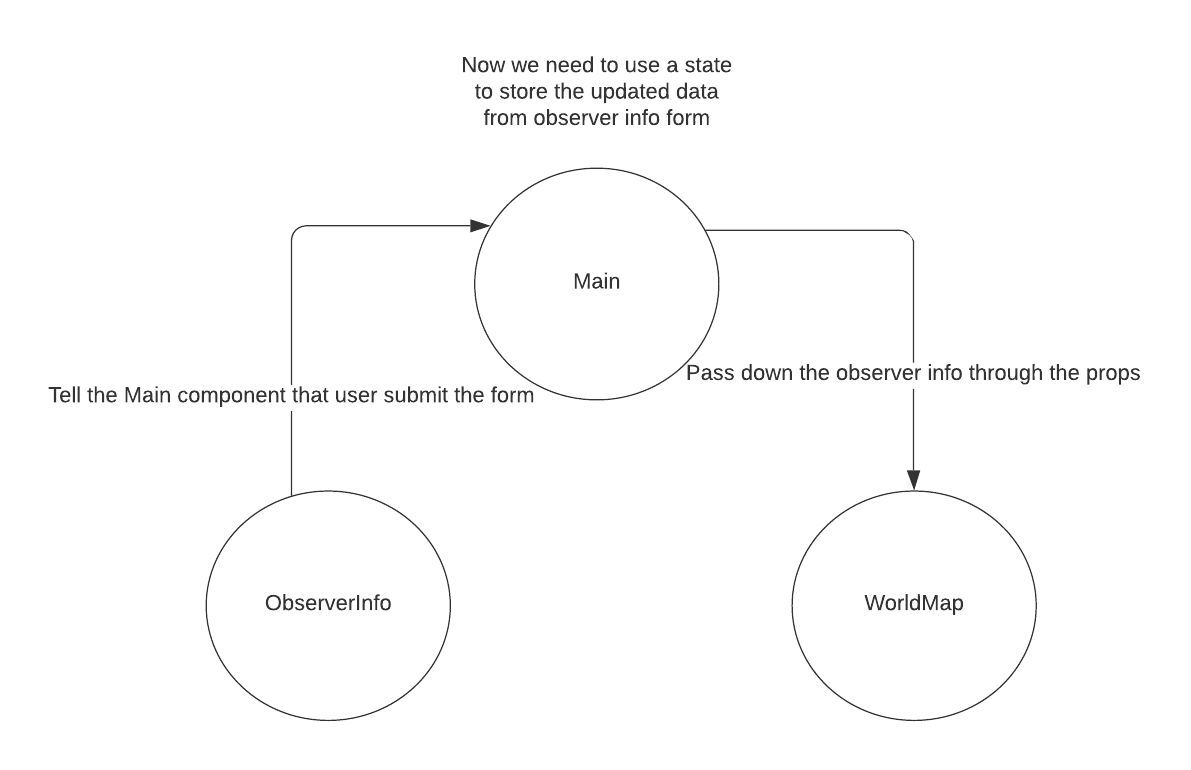 Now we need to use a state
to store the updated data
from observer info form
Main
Pass down the observer info through the props
Tell the Main component that user submit the form
ObserverInfo
WorldMap